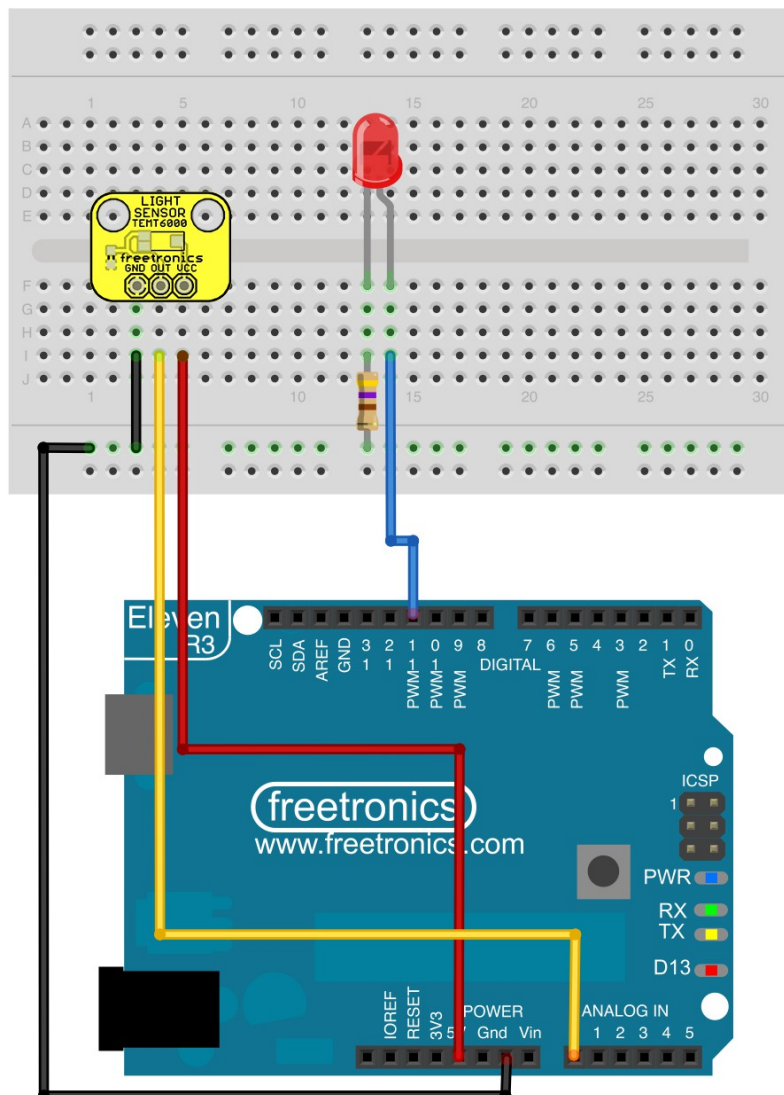 1 5 10 15 20 25 30
A
B
C
D
E
LIGHT
SENSOR
TEMT6000
freetronics
GND OUT VCC
F
G
H
I
J
1 10 15 20 25 30
Eleven
R3
SCL
SDA
AREF
GND
13
12
11 PWM
10 PWM
9 PWM
8
DIGITAL
7
6 PWM
5 PWM
4
3 PWM
2
1 TX
0 RX
ICSP
1
freetronics
www.freetronics.com
PWR
RX
TX
D13
POWER
ANALOG IN
IOREF
RESET
3V3
Gnd
Vin
1 2 3 4 5